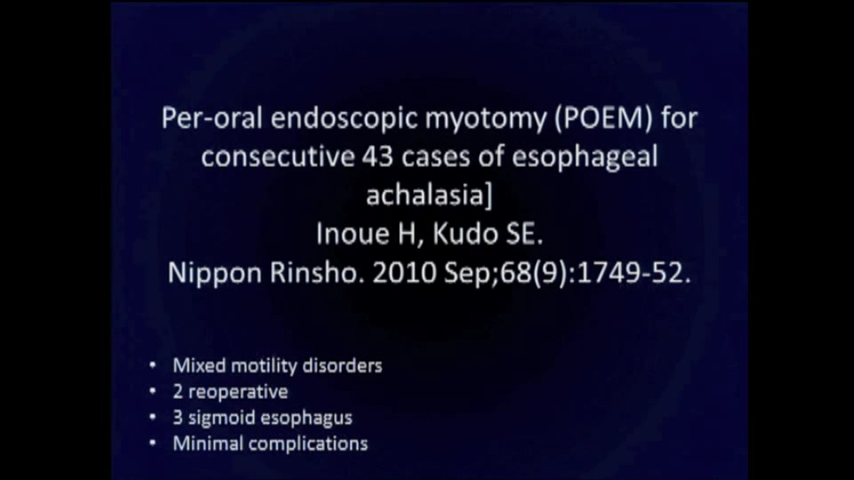 Per-oral endoscopic myotomy (POEM) for
consecutive 43 cases of esophageal
achalasia]
Inoue H, Kudo SE.
Nippon Rinsho. 2010 Sep;68(9):1749-52.
• Mixed motility disorders
• 2 reoperative
• 3 sigmoid esophagus
• Minimal complications